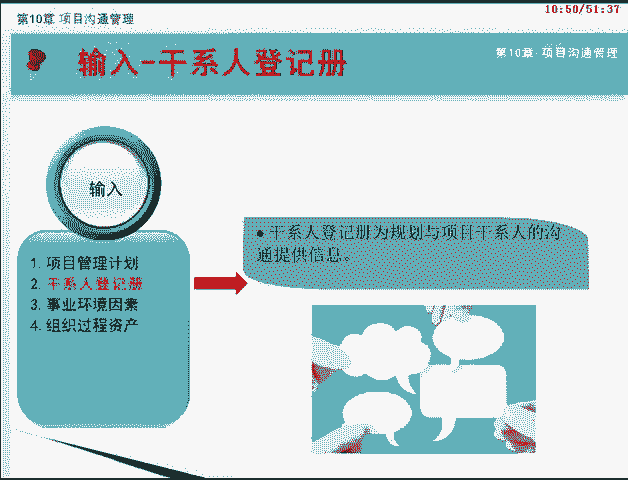 第10章 项目沟通管理
10:50/51:37
输入-干系人登记册
第10章·项目沟通管理
输入
1. 项目管理计划
2. 干系人登记册
3. 事业环境因素
4. 组织过程资产
•干系人登记册为规划与项目干系人的沟
通提供信息。